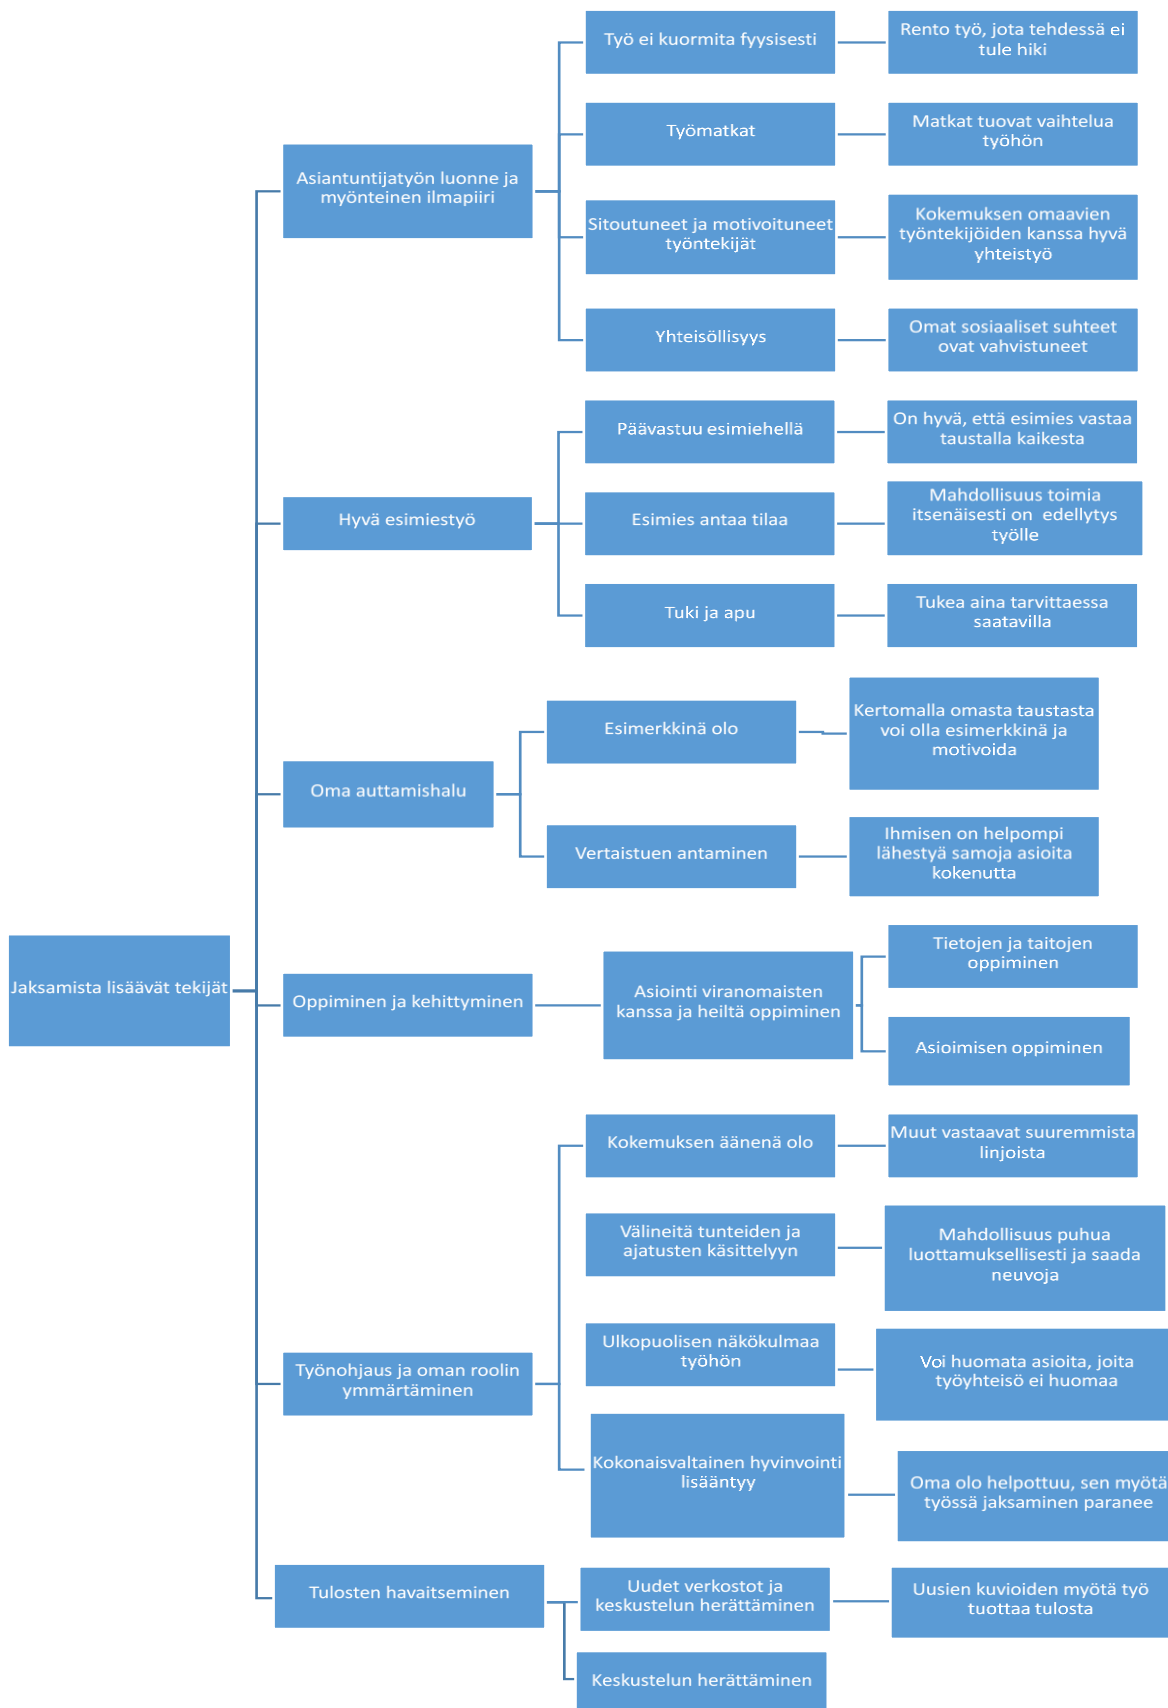 Jaksamista lisäävät tekijät
Asiantuntijatyön luonne ja
myönteinen ilmapiiri
Työ ei kuormita fyysisesti
Rento työ, jota tehdessä ei
tule hiki
Työmatkat
Matkat tuovat vaihtelua
työhön
Sitoutuneet ja motivoituneet
työntekijät
Kokemuksen omaavien
työntekijöiden kanssa hyvä
yhteistyö
Yhteisöllisyys
Omat sosiaaliset suhteet
ovat vahvistuneet
Hyvä esimiestyö
Päävastuu esimiehellä
On hyvä, että esimies vastaa
taustalla kaikesta
Esimies antaa tilaa
Mahdollisuus toimia
itsenäisesti on edellytys
työlle
Tuki ja apu
Tukea aina tarvittaessa
saatavilla
Oma auttamishalu
Esimerkkinä olo
Kertomalla omasta taustasta
voi olla esimerkkinä ja
motivoida
Vertaistuen antaminen
Ihmisen on helpompi
lähestyä samoja asioita
kokenutta
Oppiminen ja kehittyminen
Asiointi viranomaisten
kanssa ja heiltä oppiminen
Tietojen ja taitojen
oppiminen
Asioimisen oppiminen
Työnohjaus ja oman roolin
ymmärtäminen
Kokemuksen äänenä olo
Muut vastaavat suuremmista
linjoista
Välineitä tunteiden ja
ajatusten käsittelyyn
Mahdollisuus puhua
luottamuksellisesti ja saada
neuvoja
Ulkopuolisen näkökulmaa
työhön
Voi huomata asioita, joita
työyhteisö ei huomaa
Kokonaisvaltainen hyvinvointi
lisääntyy
Oma olo helpottuu, sen myötä
työssä jaksaminen paranee
Tulosten havaitseminen
Uudet verkostot ja
keskustelun herättäminen
Uusien kuvioiden myötä työ
tuottaa tulosta
Keskustelun herättäminen